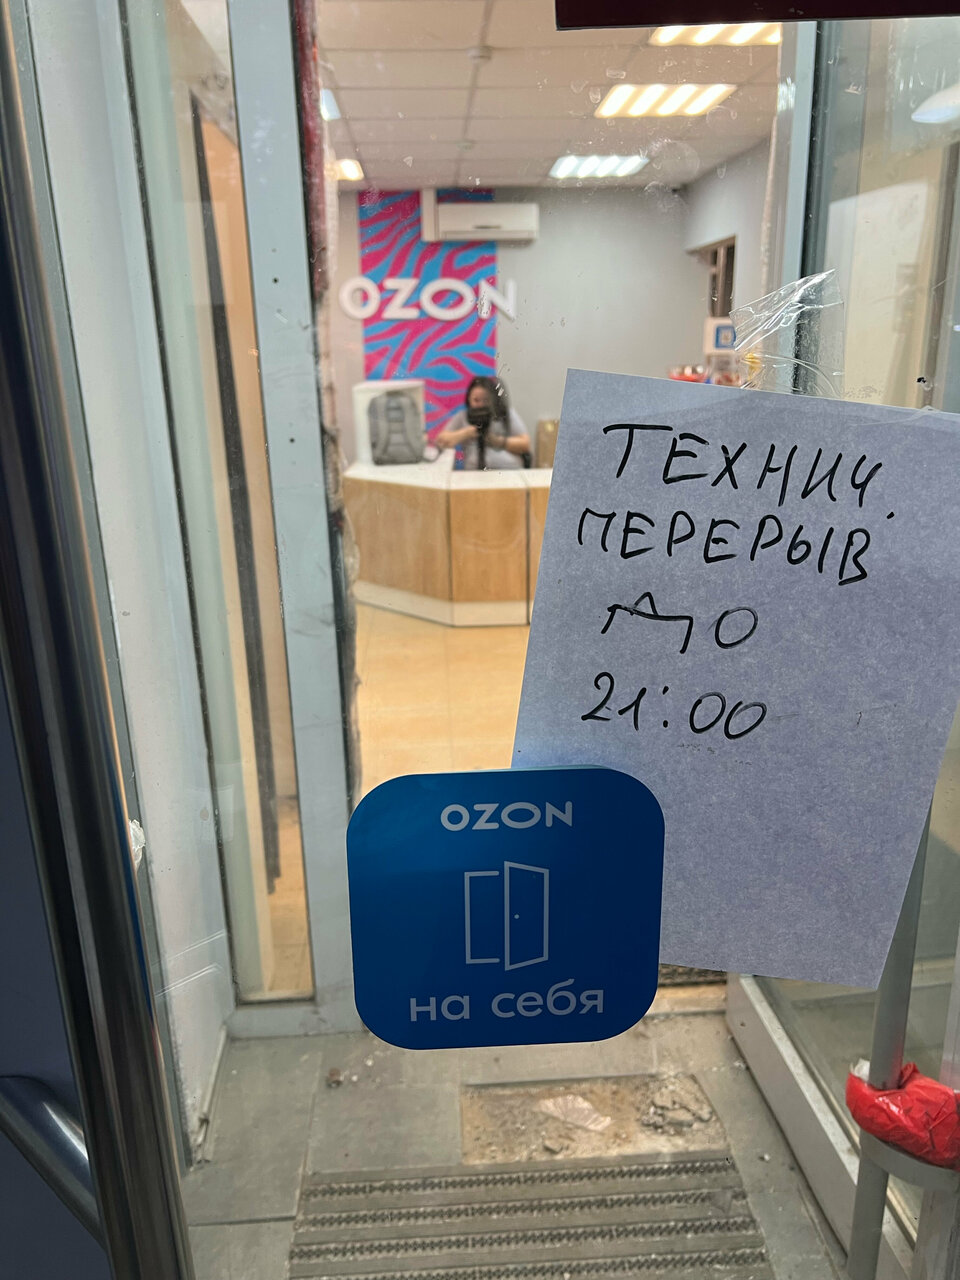 OZON
ТЕХНИЧ.
ПЕРЕРЫВ
ДО
21:00
OZON
на себя